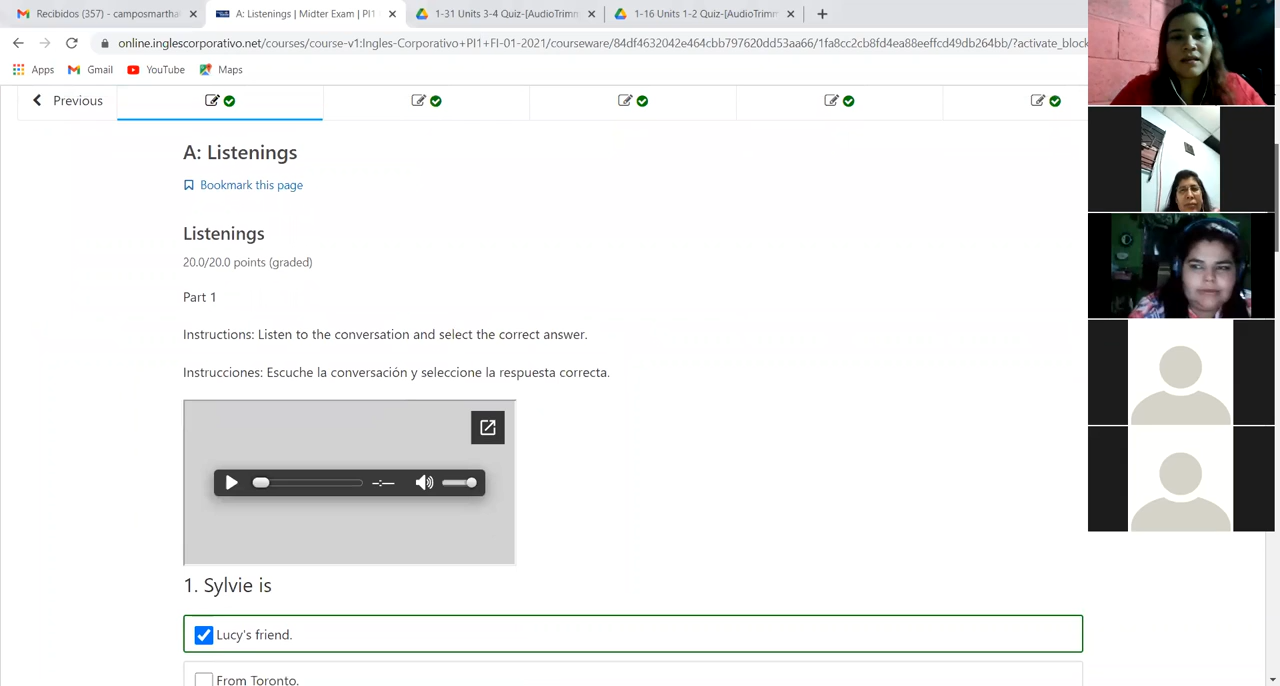 Recibidos (357) - camposmartha
A: Listenings | Midter Exam | PI1
1-31 Units 3-4 Quiz-[AudioTrimm
1-16 Units 1-2 Quiz-[AudioTrimm
online.inglescorporativo.net/courses/course-v1:Ingles-Corporativo+PI1+FI-01-2021/courseware/84df4632042e464cbb797620dd53aa66/1fa8cc2cb8fd4ea88eeffcd49db264bb/?activate_block
Apps Gmail YouTube Maps
Previous
A: Listenings
Bookmark this page
Listenings
20.0/20.0 points (graded)
Part 1
Instructions: Listen to the conversation and select the correct answer.
Instrucciones: Escuche la conversación y seleccione la respuesta correcta.
-:--
1. Sylvie is
Lucy's friend.
From Toronto.